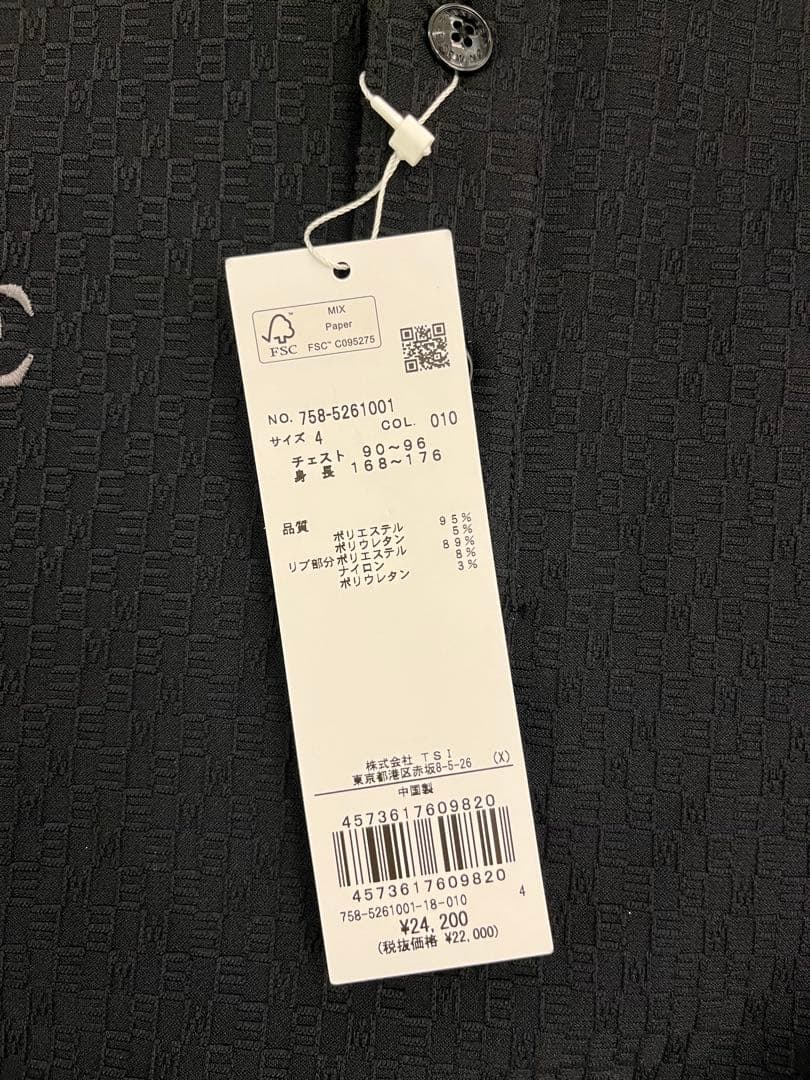 MIX
Paper
FSC™ C095275
FSC
NO. 758-5261001
COL. 010
サイズ 4
チェスト 90~96
身長 168~176
品質
ポリエステル 95%
ポリウレタン 5%
リブ部分 ポリエステル 89%
ナイロン 8%
ポリウレタン 3%
株式会社 TSI (X)
東京都港区赤坂8-5-26
中国製
4573617609820
4573617609820
758-5261001-18-010 4
¥24,200
(税抜価格 ¥22,000)